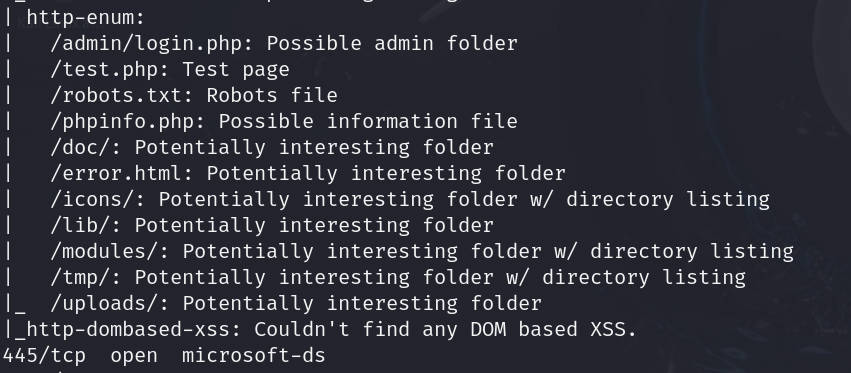 | http-enum:
|   /admin/login.php: Possible admin folder
|   /test.php: Test page
|   /robots.txt: Robots file
|   /phpinfo.php: Possible information file
|   /doc/: Potentially interesting folder
|   /error.html: Potentially interesting folder
|   /icons/: Potentially interesting folder w/ directory listing
|   /lib/: Potentially interesting folder
|   /modules/: Potentially interesting folder w/ directory listing
|   /tmp/: Potentially interesting folder w/ directory listing
|_  /uploads/: Potentially interesting folder
|_http-dombased-xss: Couldn't find any DOM based XSS.
445/tcp  open  microsoft-ds